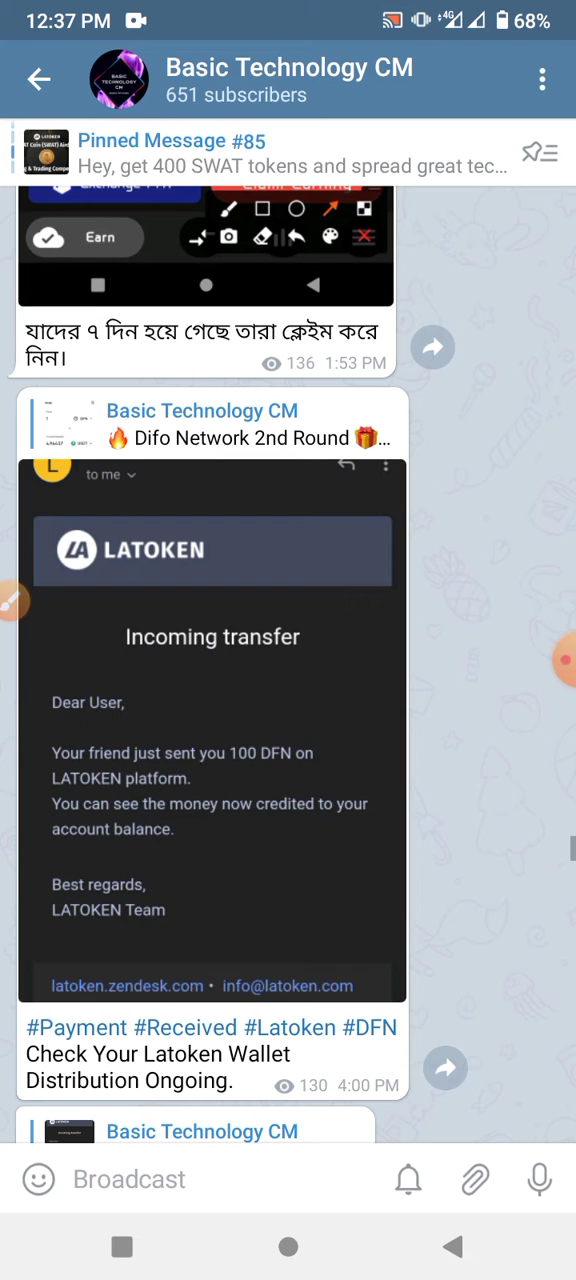 12:37 PM 4G 68%
Basic Technology CM
651 subscribers
Pinned Message #85
Hey, get 400 SWAT tokens and spread great tec...
Earn
যাদের ৭ দিন হয়ে গেছে তারা ক্লেইম করে
নিন।
136 1:53 PM
Basic Technology CM
🔥 Difo Network 2nd Round 🎁...
L
to me
LA LATOKEN
Incoming transfer
Dear User,
Your friend just sent you 100 DFN on
LATOKEN platform.
You can see the money now credited to your
account balance.
Best regards,
LATOKEN Team
latoken.zendesk.com • info@latoken.com
#Payment #Received #Latoken #DFN
Check Your Latoken Wallet
Distribution Ongoing.
130 4:00 PM
Basic Technology CM
Broadcast